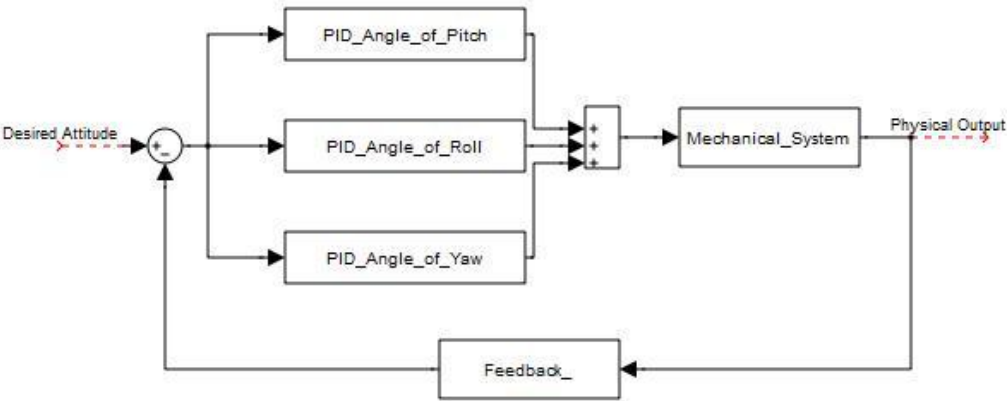 PID_Angle_of_Pitch
Desired Attitude
+
-
PID_Angle_of_Roll
+
+
+
Mechanical_System
Physical Output
PID_Angle_of_Yaw
Feedback_